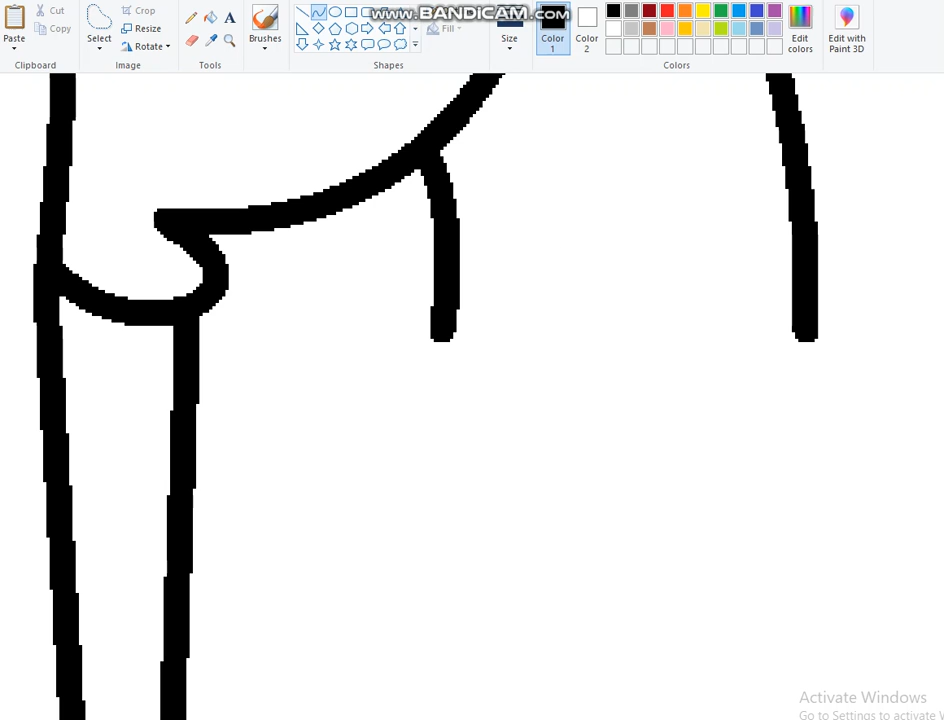 www.BANDICAM.com
Cut
Copy
Paste
Clipboard
Select
Crop
Resize
Rotate
Image
A
Tools
Brushes
Fill
Shapes
Size
Color 1
Color 2
Edit colors
Colors
Edit with Paint 3D
Activate Windows
Go to Settings to activate